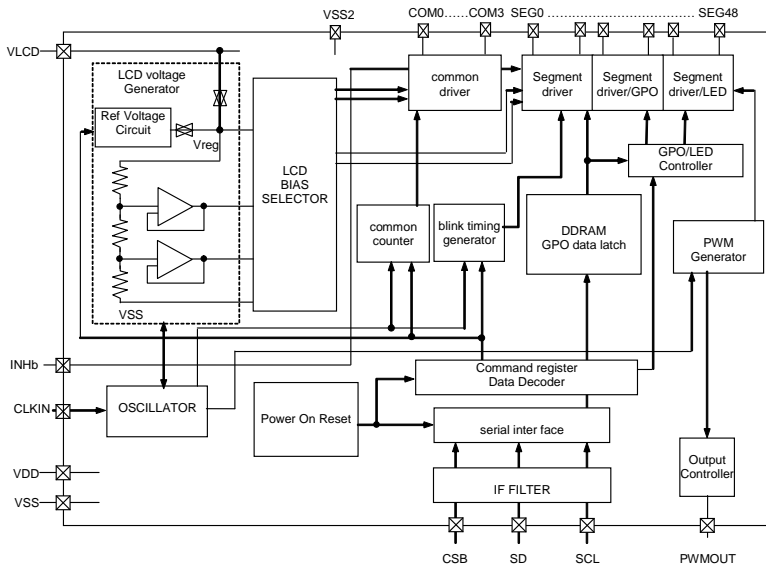 VSS2
COM0......COM3 SEG0 ........................ SEG48
VLCD
LCD voltage
Generator
Ref Voltage
Circuit
Vreg
VSS
LCD
BIAS
SELECTOR
common
driver
Segment
driver
Segment
driver/GPO
Segment
driver/LED
GPO/LED
Controller
common
counter
blink timing
generator
DDRAM
GPO data latch
PWM
Generator
INHb
CLKIN
OSCILLATOR
Command register
Data Decoder
Power On Reset
serial inter face
VDD
VSS
IF FILTER
Output
Controller
CSB
SD
SCL
PWMOUT